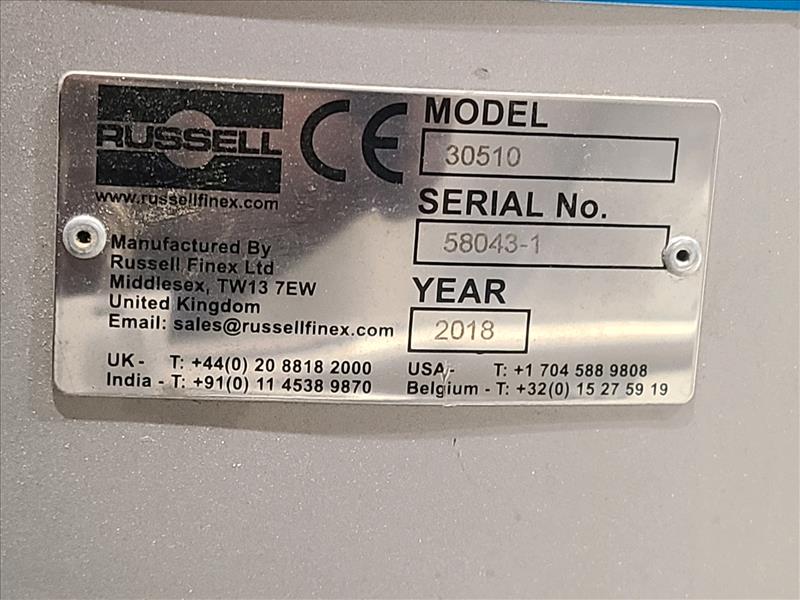 RUSSELL
www.russellfinex.com
CE
MODEL
30510
SERIAL No.
58043-1
YEAR
2018
Manufactured By
Russell Finex Ltd
Middlesex, TW13 7EW
United Kingdom
Email: sales@russellfinex.com
UK - T: +44(0) 20 8818 2000
India - T: +91(0) 11 4538 9870
USA - T: +1 704 588 9808
Belgium - T: +32(0) 15 27 59 19